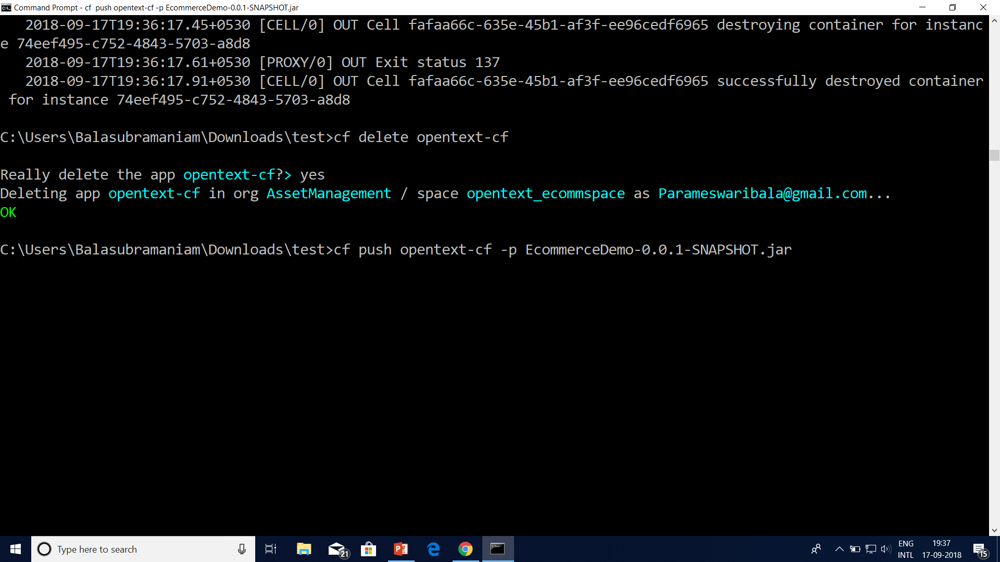 Command Prompt - cf  push opentext-cf -p EcommerceDemo-0.0.1-SNAPSHOT.jar
   2018-09-17T19:36:17.45+0530 [CELL/0] OUT Cell fafaa66c-635e-45b1-af3f-ee96cedf6965 destroying container for instanc
e 74eef495-c752-4843-5703-a8d8
   2018-09-17T19:36:17.61+0530 [PROXY/0] OUT Exit status 137
   2018-09-17T19:36:17.91+0530 [CELL/0] OUT Cell fafaa66c-635e-45b1-af3f-ee96cedf6965 successfully destroyed container
 for instance 74eef495-c752-4843-5703-a8d8
C:\Users\Balasubramaniam\Downloads\test>cf delete opentext-cf
Really delete the app opentext-cf?> yes
Deleting app opentext-cf in org AssetManagement / space opentext_ecommspace as Parameswaribala@gmail.com...
OK
C:\Users\Balasubramaniam\Downloads\test>cf push opentext-cf -p EcommerceDemo-0.0.1-SNAPSHOT.jar
Type here to search
21
ENG
INTL
19:37
17-09-2018
15